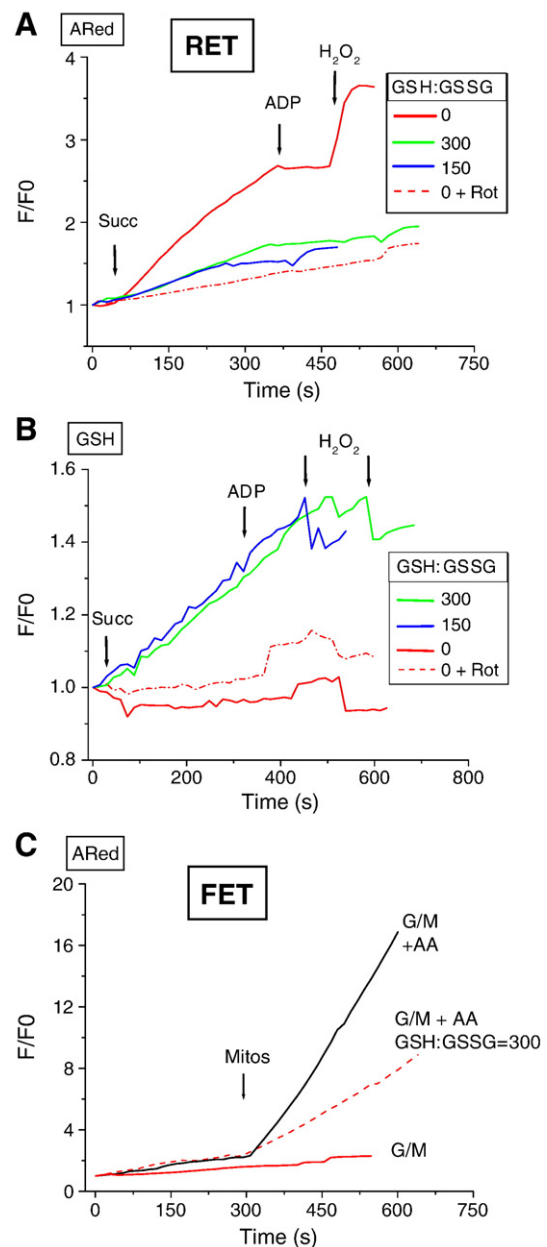 A
ARed
RET
H₂O₂
ADP
Succ
GSH:GSSG
0
300
150
0 + Rot
F/F0
4
3
2
1
0
150
300
450
600
750
Time (s)
B
GSH
H₂O₂
ADP
Succ
GSH:GSSG
300
150
0
0 + Rot
F/F0
1.6
1.4
1.2
1.0
0.8
0
200
400
600
800
Time (s)
C
ARed
FET
G/M
+AA
G/M + AA
GSH:GSSG=300
Mitos
G/M
F/F0
20
16
12
8
4
0
0
150
300
450
600
750
Time (s)